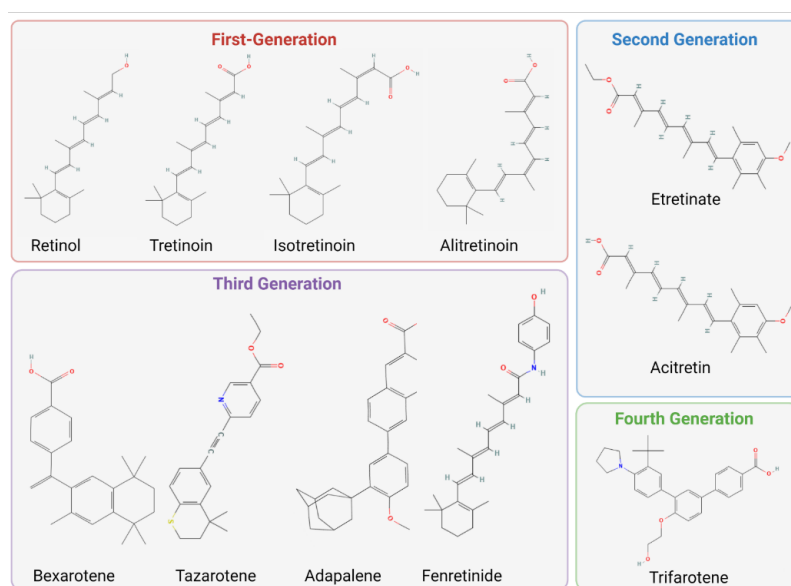 First-Generation
Retinol
Tretinoin
Isotretinoin
Alitretinoin
Second Generation
Etretinate
Acitretin
Third Generation
Bexarotene
Tazarotene
Adapalene
Fenretinide
Fourth Generation
Trifarotene